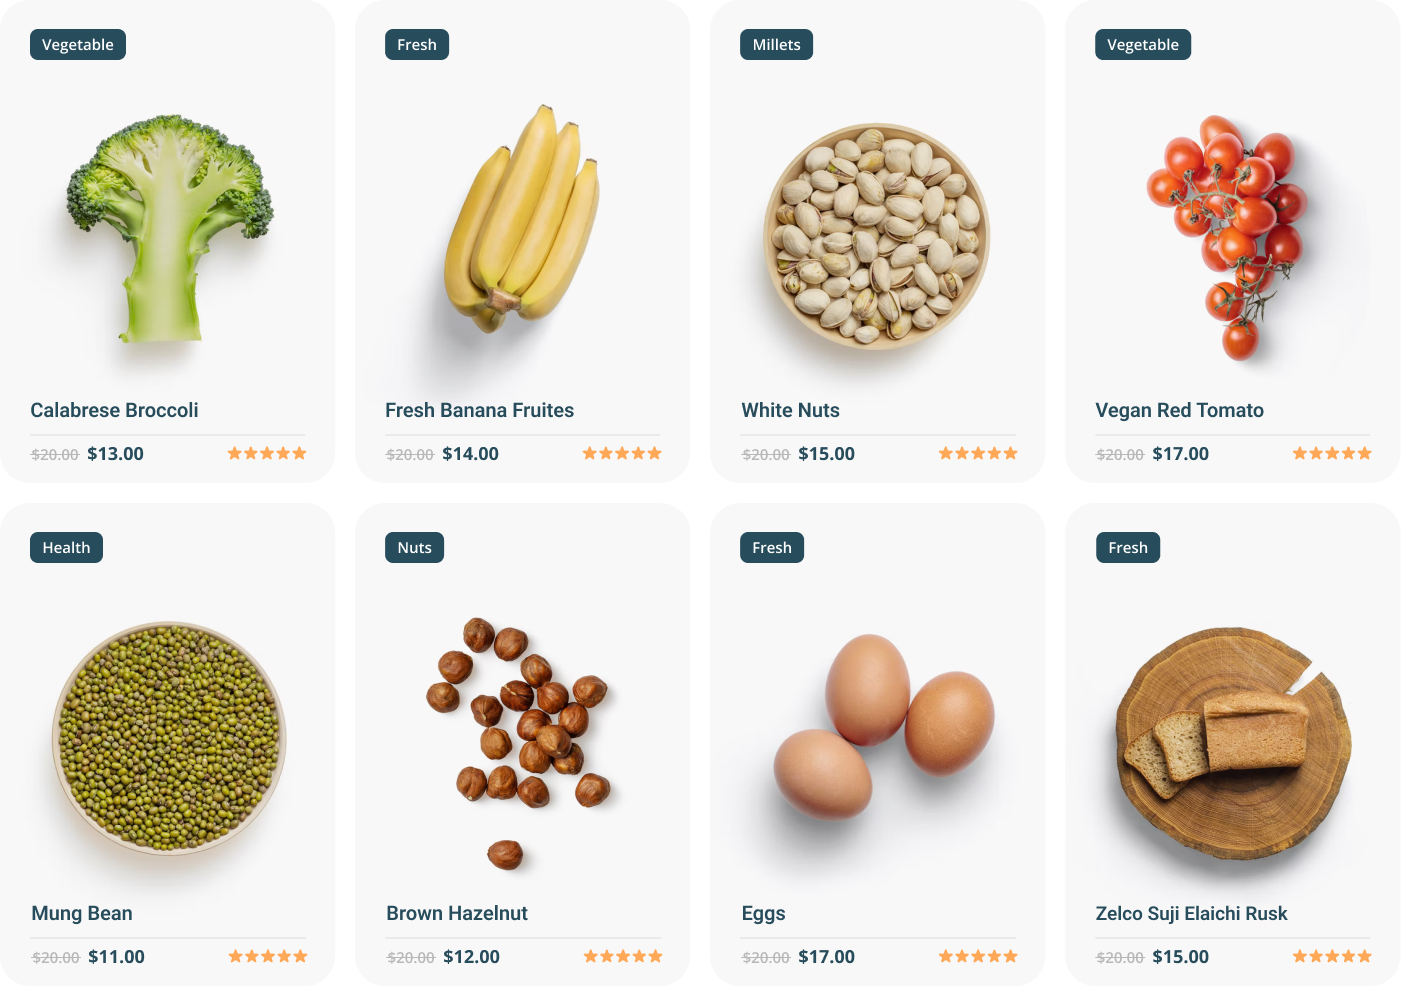 Vegetable
Fresh
Millets
Vegetable
Calabrese Broccoli
Fresh Banana Fruites
White Nuts
Vegan Red Tomato
$20.00 $13.00
$20.00 $14.00
$20.00 $15.00
$20.00 $17.00
Health
Nuts
Fresh
Fresh
Mung Bean
Brown Hazelnut
Eggs
Zelco Suji Elaichi Rusk
$20.00 $11.00
$20.00 $12.00
$20.00 $17.00
$20.00 $15.00